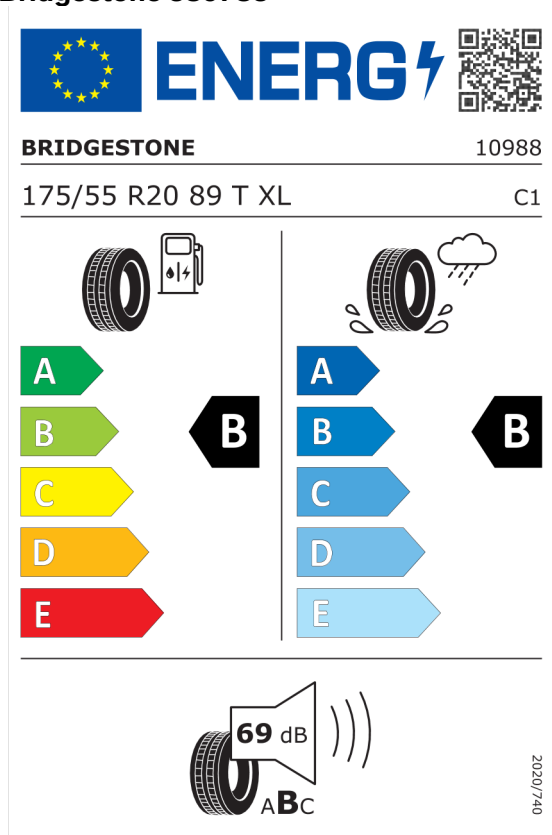 ENERG
BRIDGESTONE 10988
175/55 R20 89 T XL C1
A
B
C
D
E
B
A
B
C
D
E
B
69 dB
ABC
2020/740